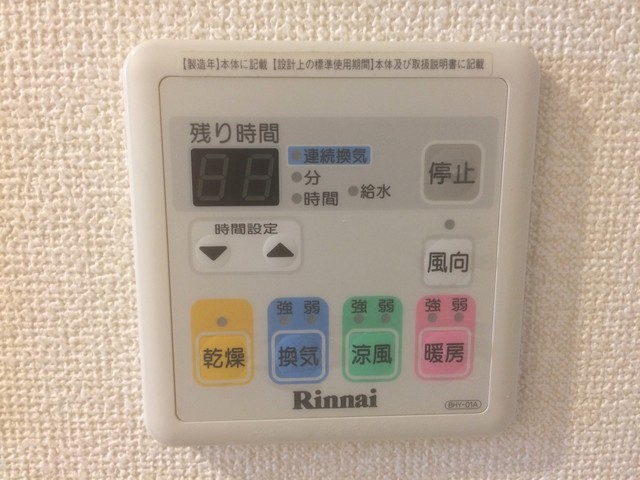 【製造年】本体に記載 【設計上の標準使用期間】本体及び取扱説明書に記載
残り時間
88
連続換気
分
時間
給水
停止
時間設定
▼ ▲
風向
強 弱 強 弱 強 弱
乾燥 換気 涼風 暖房
Rinnai
BHY-01A